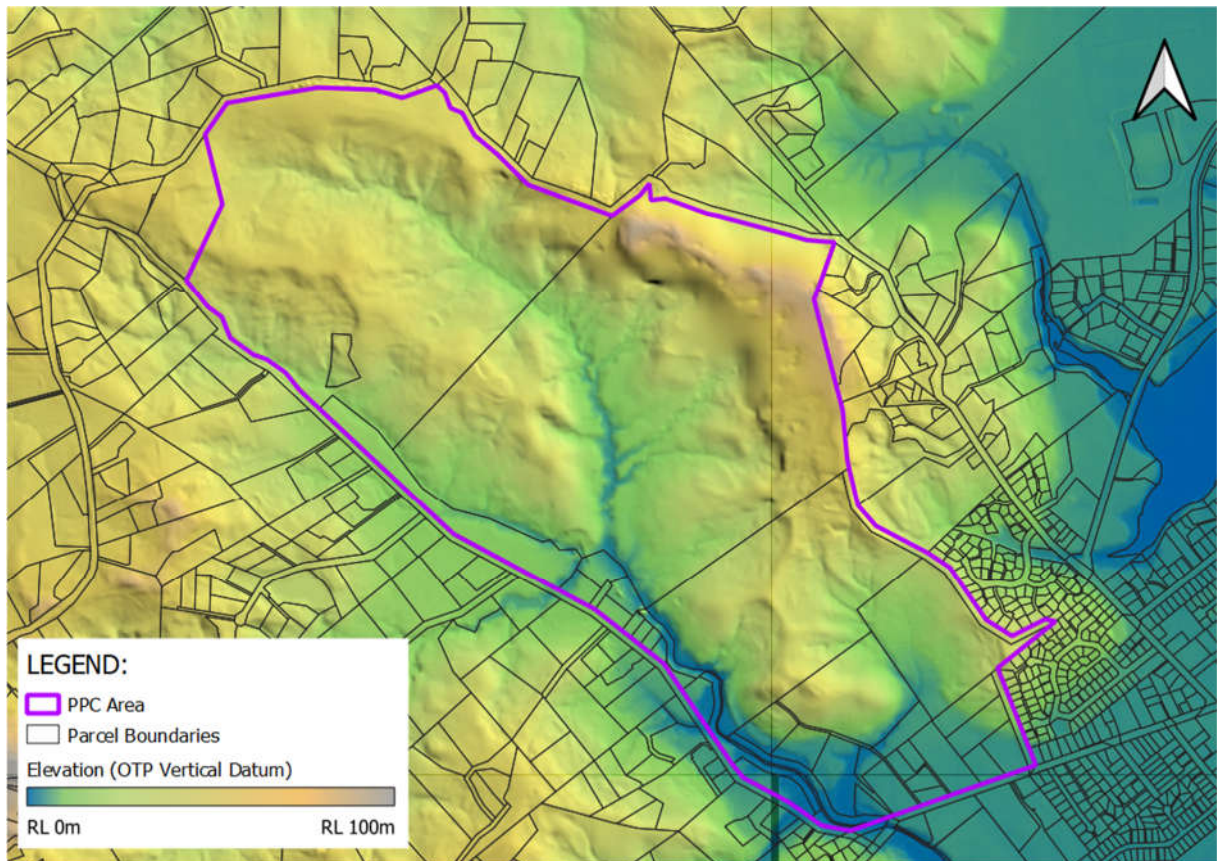 LEGEND:
PPC Area
Parcel Boundaries
Elevation (OTP Vertical Datum)
RL 0m RL 100m